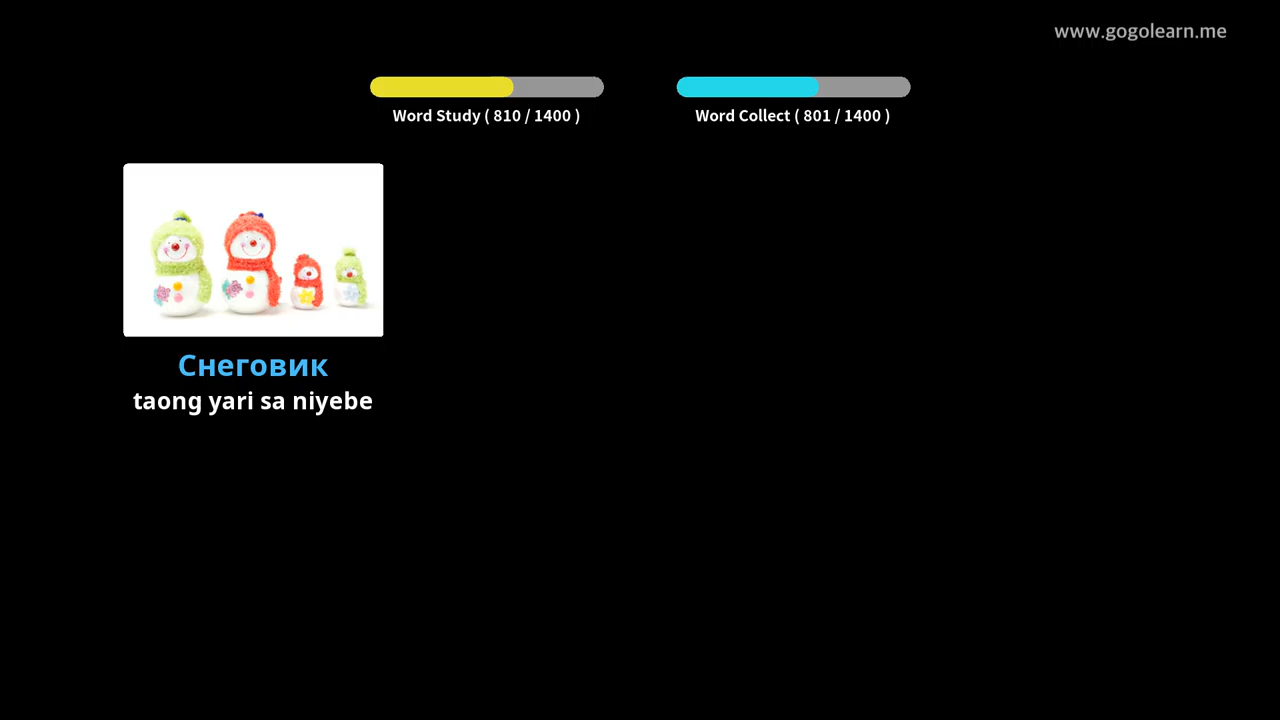 www.gogolearn.me
Word Study ( 810 / 1400 )
Word Collect ( 801 / 1400 )
Снеговик
taong yari sa niyebe